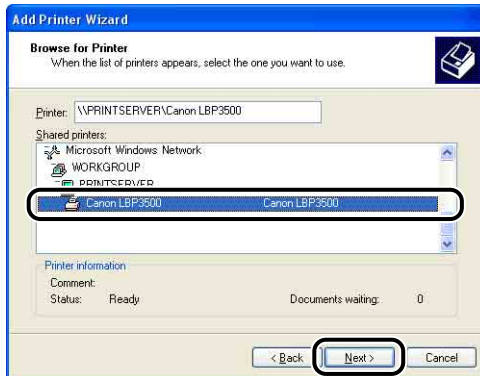 Add Printer Wizard
Browse for Printer
When the list of printers appears, select the one you want to use.
Printer: \\PRINTSERVER\Canon LBP3500
Shared printers:
Microsoft Windows Network
WORKGROUP
PRINTSERVER
Canon LBP3500 Canon LBP3500
Printer information
Comment:
Status: Ready Documents waiting: 0
< Back Next > Cancel